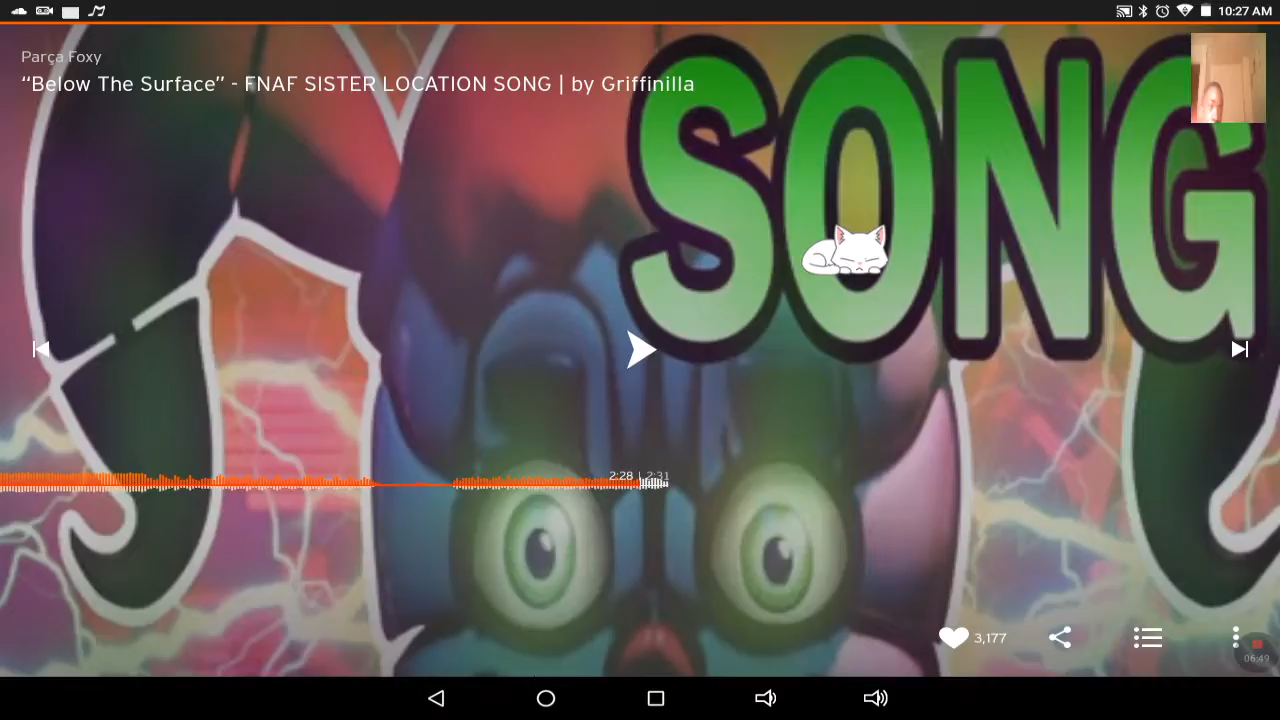 10:27 AM
Parça Foxy
“Below The Surface” - FNAF SISTER LOCATION SONG | by Griffinilla
SONG
2:28 | 2:31
3,177
06:49